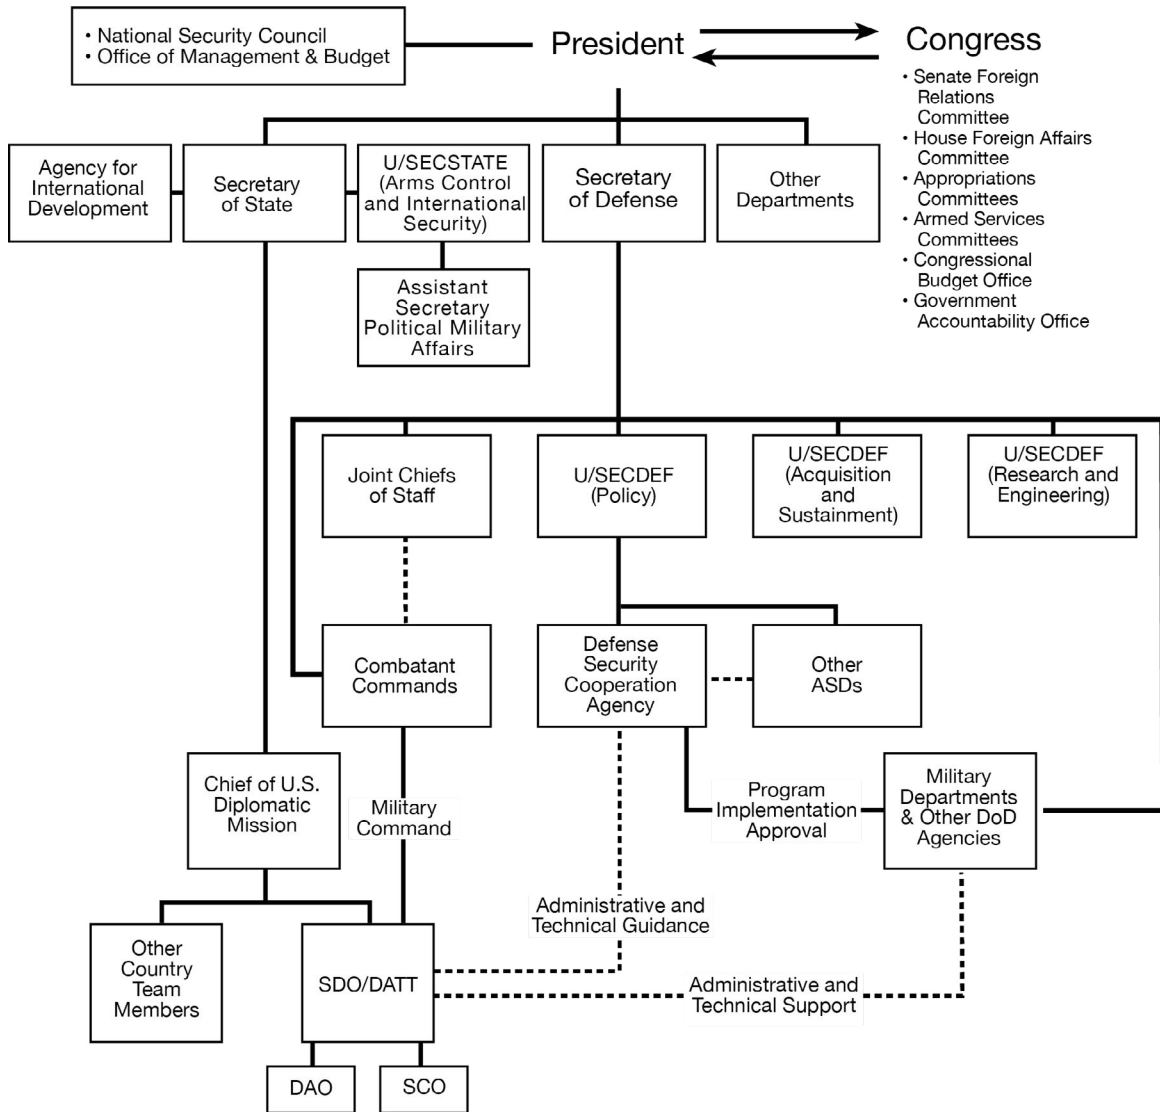 • National Security Council
• Office of Management & Budget
President
Congress
• Senate Foreign
Relations
Committee
• House Foreign Affairs
Committee
• Appropriations
Committees
• Armed Services
Committees
• Congressional
Budget Office
• Government
Accountability Office
Agency for
International
Development
Secretary
of State
U/SECSTATE
(Arms Control
and International
Security)
Secretary
of Defense
Other
Departments
Assistant
Secretary
Political Military
Affairs
Joint Chiefs
of Staff
U/SECDEF
(Policy)
U/SECDEF
(Acquisition
and
Sustainment)
U/SECDEF
(Research and
Engineering)
Combatant
Commands
Defense
Security
Cooperation
Agency
Other
ASDs
Chief of U.S.
Diplomatic
Mission
Military
Command
Program
Implementation
Approval
Military
Departments
& Other DoD
Agencies
Administrative and
Technical Guidance
Other
Country
Team
Members
SDO/DATT
Administrative and
Technical Support
DAO
SCO